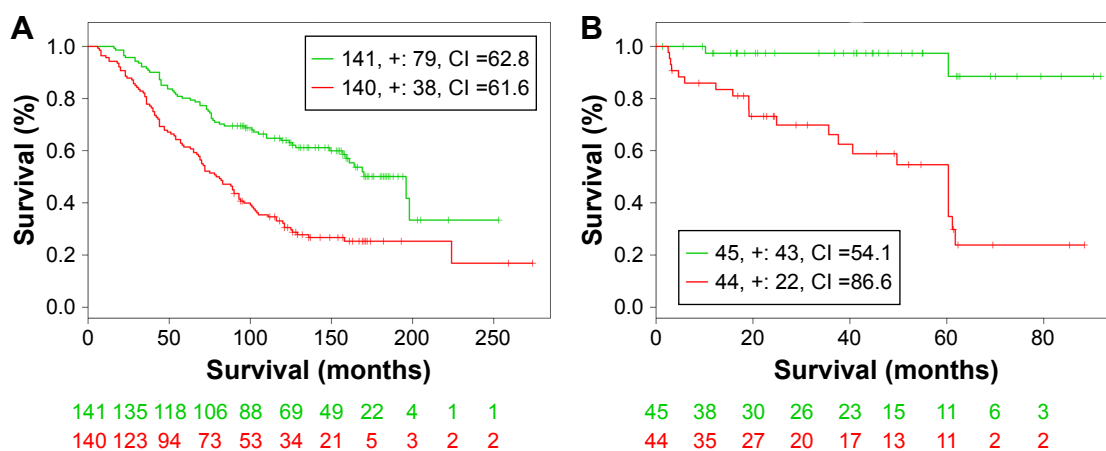 A
Survival (%)
1.0
0.8
0.6
0.4
0.2
0.0
141, +: 79, CI =62.8
140, +: 38, CI =61.6
0 50 100 150 200 250
Survival (months)
141 135 118 106 88 69 49 22 4 1 1
140 123 94 73 53 34 21 5 3 2 2
B
Survival (%)
1.0
0.8
0.6
0.4
0.2
0.0
45, +: 43, CI =54.1
44, +: 22, CI =86.6
0 20 40 60 80
Survival (months)
45 38 30 26 23 15 11 6 3
44 35 27 20 17 13 11 2 2